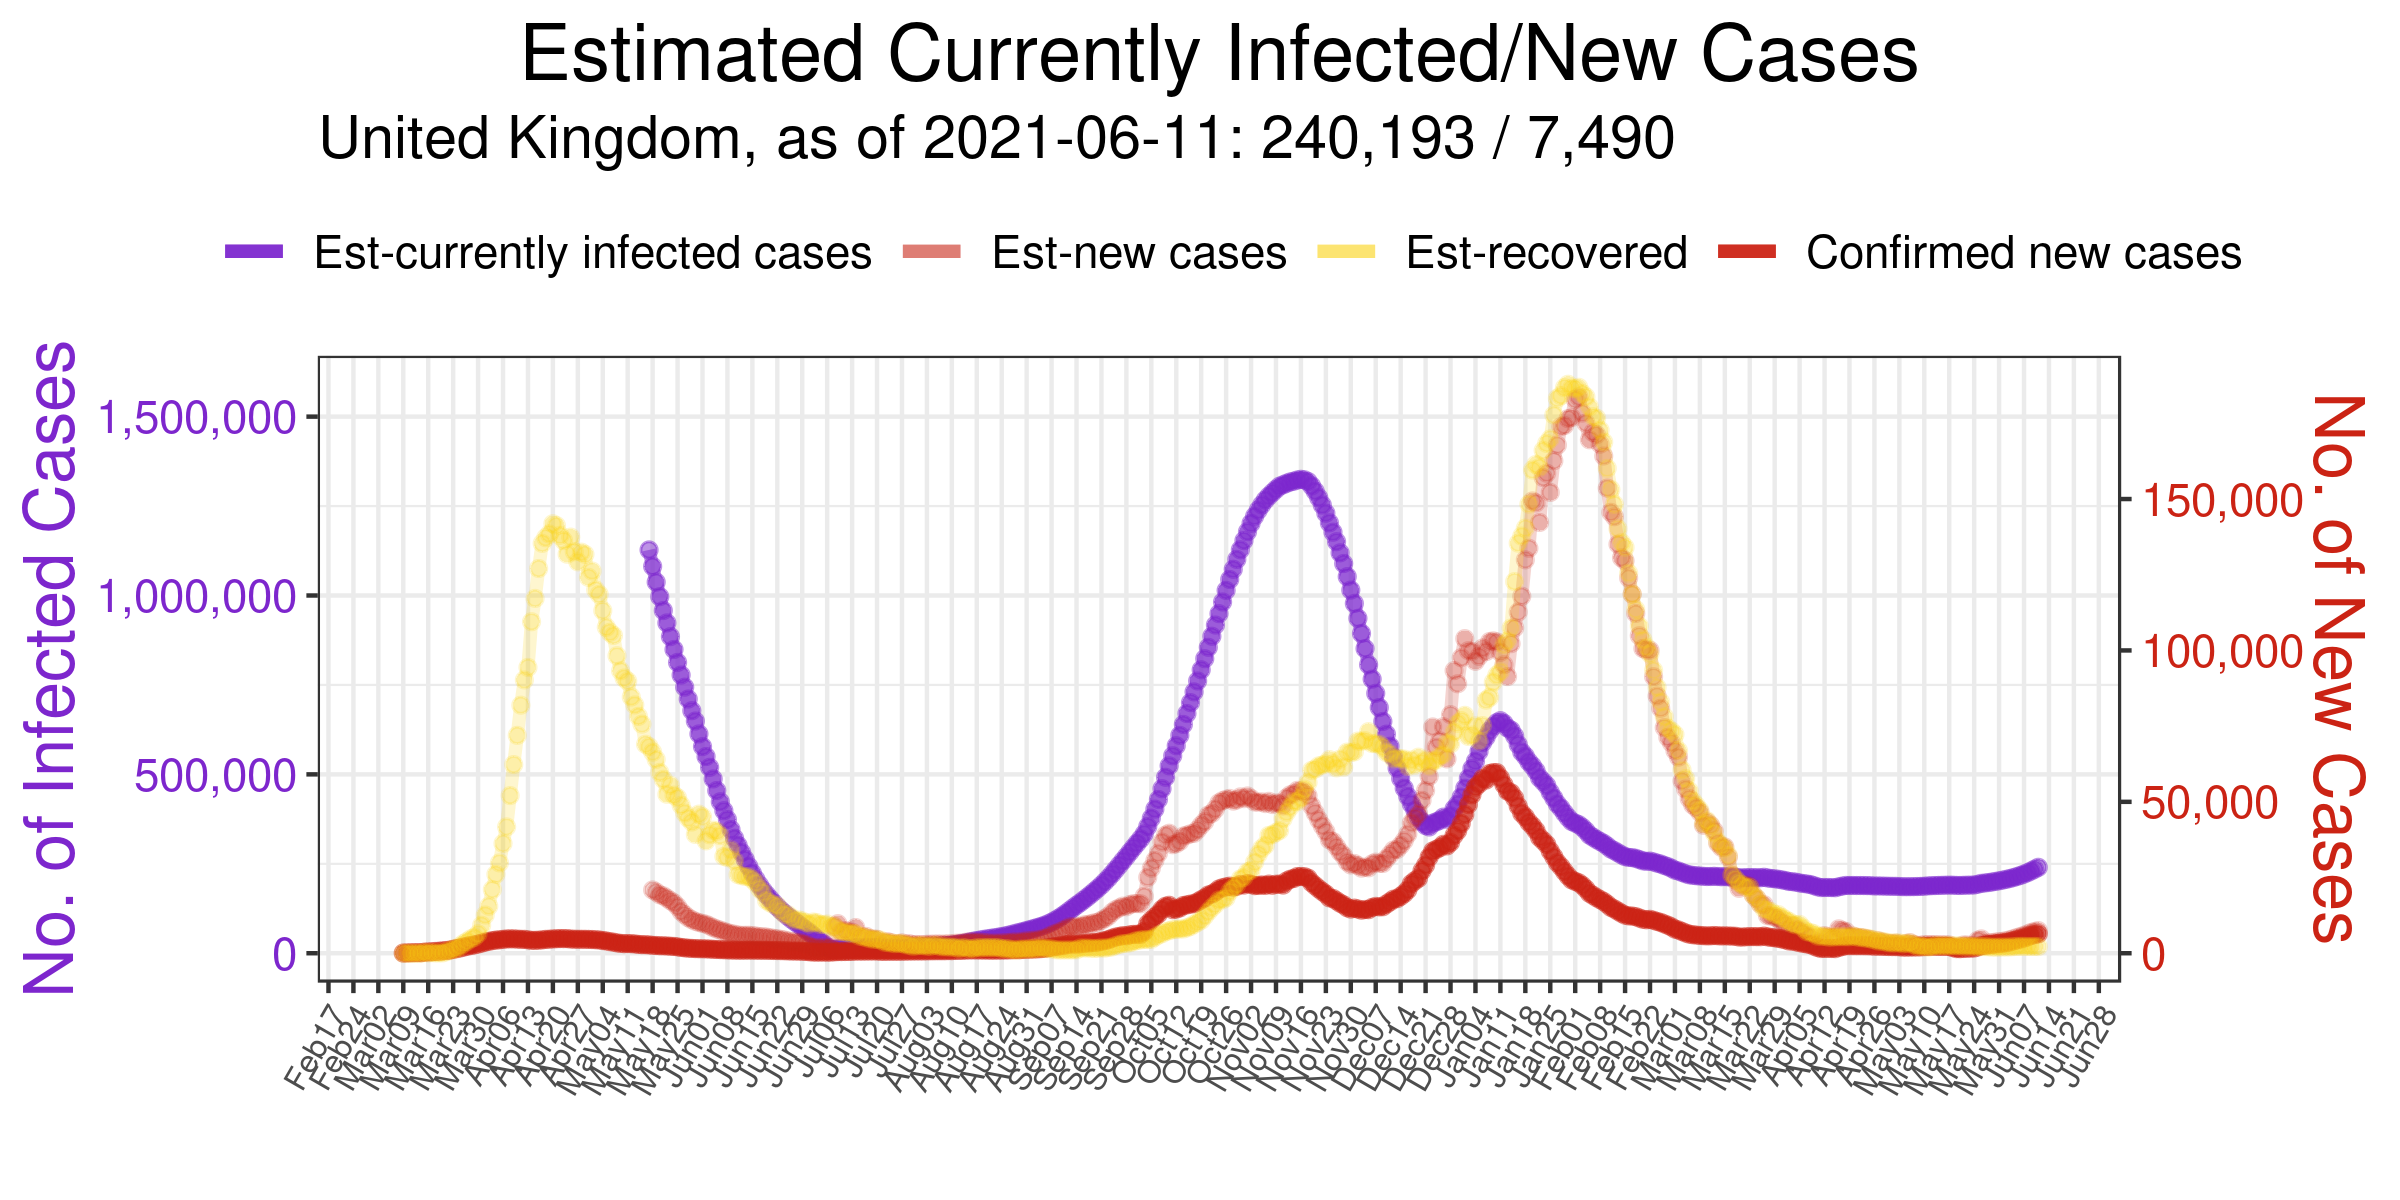 Estimated Currently Infected/New Cases
United Kingdom, as of 2021-06-11: 240,193 / 7,490
Est-currently infected cases Est-new cases Est-recovered Confirmed new cases
No. of Infected Cases
1,500,000
1,000,000
500,000
0
150,000
100,000
50,000
0
No. of New Cases
Feb17
Feb24
Mar02
Mar09
Mar16
Mar23
Mar30
Apr06
Apr13
Apr20
Apr27
May04
May11
May18
May25
Jun01
Jun08
Jun15
Jun22
Jun29
Jul06
Jul13
Jul20
Jul27
Aug03
Aug10
Aug17
Aug24
Aug31
Sep07
Sep14
Sep21
Sep28
Oct05
Oct12
Oct19
Oct26
Nov02
Nov09
Nov16
Nov23
Nov30
Dec07
Dec14
Dec21
Dec28
Jan04
Jan11
Jan18
Jan25
Feb01
Feb08
Feb15
Feb22
Mar01
Mar08
Mar15
Mar22
Mar29
Apr05
Apr12
Apr19
Apr26
May03
May10
May17
May24
May31
Jun07
Jun14
Jun21
Jun28